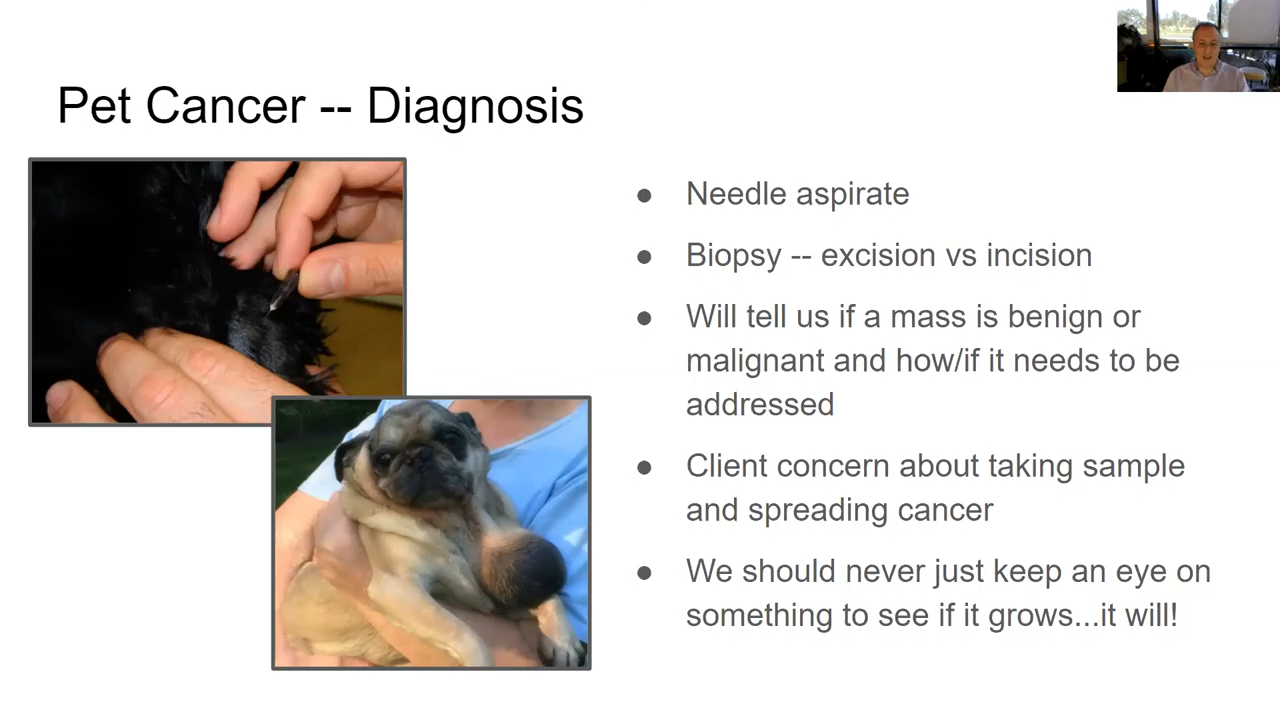 Pet Cancer -- Diagnosis
● Needle aspirate
● Biopsy -- excision vs incision
● Will tell us if a mass is benign or
malignant and how/if it needs to be
addressed
● Client concern about taking sample
and spreading cancer
● We should never just keep an eye on
something to see if it grows...it will!